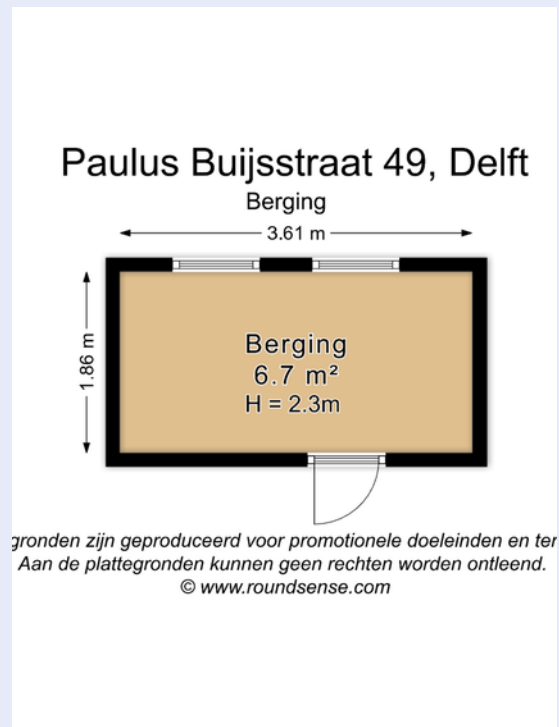 Paulus Buijsstraat 49, Delft
Berging
3.61 m
1.86 m
Berging
6.7 m²
H = 2.3m
gronden zijn geproduceerd voor promotionele doeleinden en ter
Aan de plattegronden kunnen geen rechten worden ontleend.
© www.roundsense.com